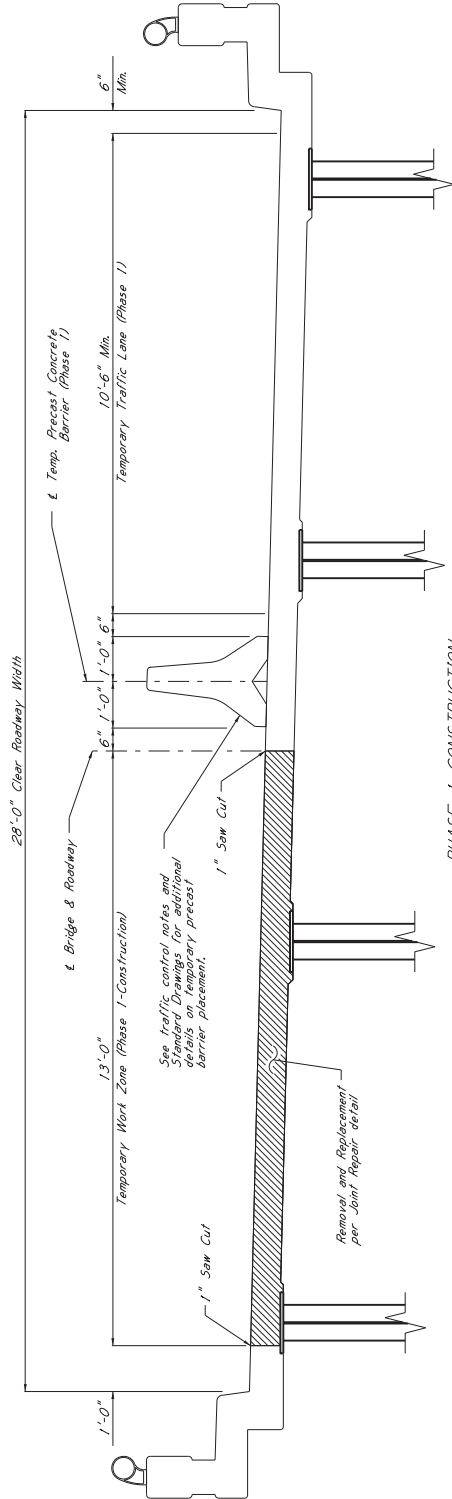 28'-0" Clear Roadway Width
℄ Bridge & Roadway
℄ Temp. Precast Concrete
Barrier (Phase 1)
1'-0"
13'-0"
Temporary Work Zone (Phase 1-Construction)
6"
1'-0"
1'-0"
6"
10'-6" Min.
Temporary Traffic Lane (Phase 1)
6"
Min.
1" Saw Cut
See traffic control notes and
Standard Drawings for additional
details on temporary precast
barrier placement.
1" Saw Cut
Removal and Replacement
per Joint Repair detail
PHASE 1 CONSTRUCTION